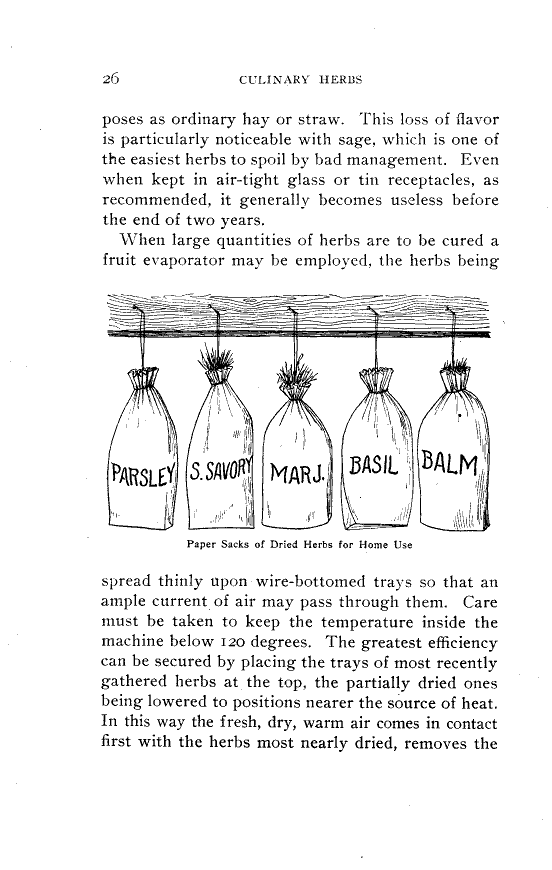 26 CULINARY HERBS
poses as ordinary hay or straw. This loss of flavor
is particularly noticeable with sage, which is one of
the easiest herbs to spoil by bad management. Even
when kept in air-tight glass or tin receptacles, as
recommended, it generally becomes useless before
the end of two years.
When large quantities of herbs are to be cured a
fruit evaporator may be employed, the herbs being
PARSLEY S. SAVORY MARJ. BASIL BALM
Paper Sacks of Dried Herbs for Home Use
spread thinly upon wire-bottomed trays so that an
ample current of air may pass through them. Care
must be taken to keep the temperature inside the
machine below 120 degrees. The greatest efficiency
can be secured by placing the trays of most recently
gathered herbs at the top, the partially dried ones
being lowered to positions nearer the source of heat.
In this way the fresh, dry, warm air comes in contact
first with the herbs most nearly dried, removes the